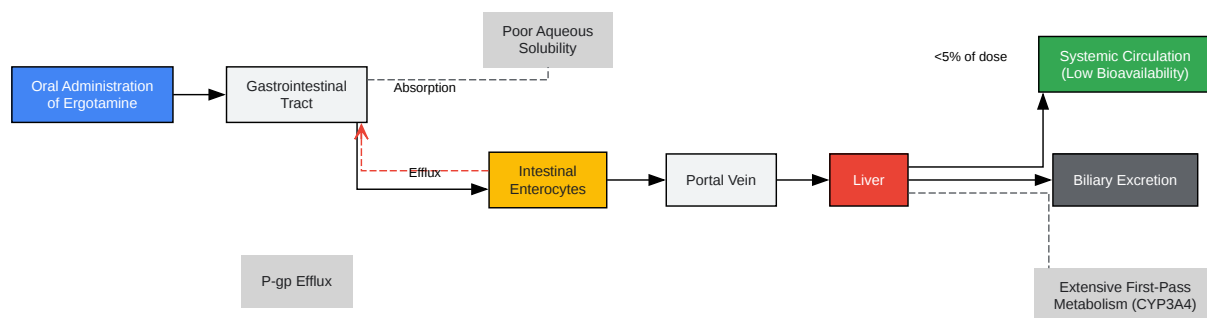 Poor Aqueous
Solubility
<5% of dose
Systemic Circulation
(Low Bioavailability)
Oral Administration
of Ergotamine
Gastrointestinal
Tract
Absorption
Efflux
Intestinal
Enterocytes
Portal Vein
Liver
Biliary Excretion
P-gp Efflux
Extensive First-Pass
Metabolism (CYP3A4)